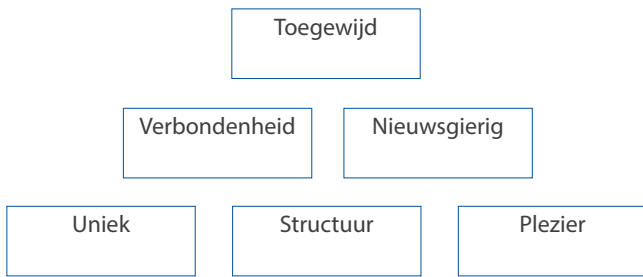 Toegewijd
Verbondenheid
Nieuwsgierig
Uniek
Structuur
Plezier